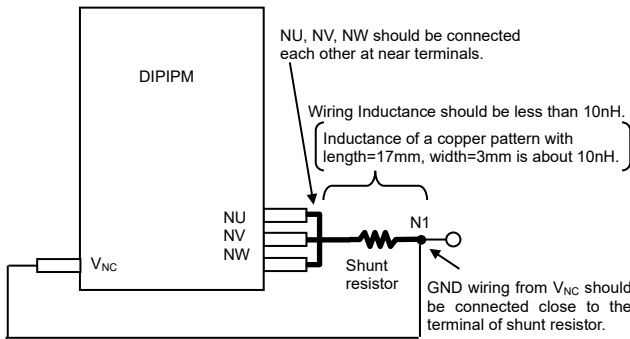 NU, NV, NW should be connected
each other at near terminals.
DIPIPM
Wiring Inductance should be less than 10nH.
Inductance of a copper pattern with
length=17mm, width=3mm is about 10nH.
NU
NV
NW
N1
VNC
Shunt
resistor
GND wiring from VNC should
be connected close to the
terminal of shunt resistor.